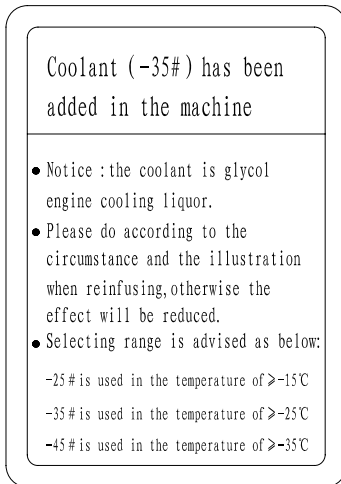 Coolant (-35#) has been
added in the machine
● Notice : the coolant is glycol
engine cooling liquor.
● Please do according to the
circumstance and the illustration
when reinfusing, otherwise the
effect will be reduced.
● Selecting range is advised as below:
-25# is used in the temperature of ≥-15℃
-35# is used in the temperature of ≥-25℃
-45# is used in the temperature of ≥-35℃